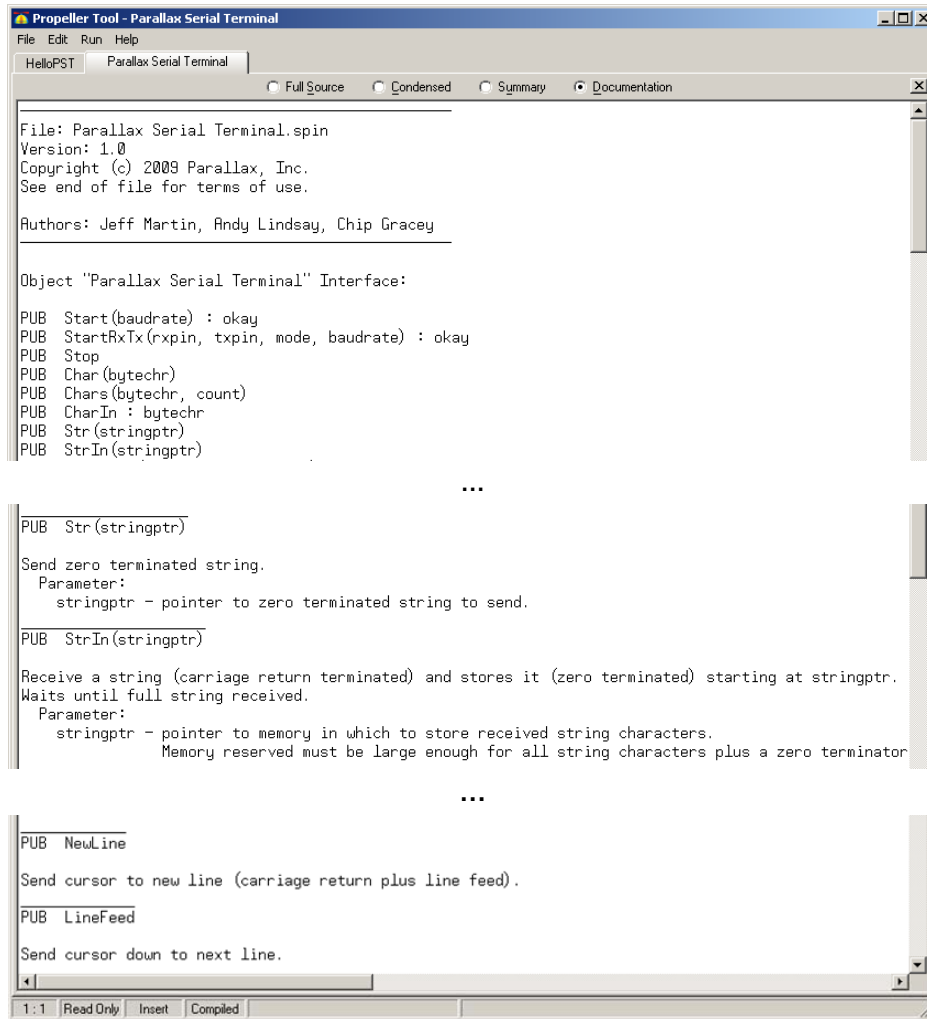 Propeller Tool - Parallax Serial Terminal
File Edit Run Help
HelloPST Parallax Serial Terminal
Full Source Condensed Summary Documentation
File: Parallax Serial Terminal.spin
Version: 1.0
Copyright (c) 2009 Parallax, Inc.
See end of file for terms of use.
Authors: Jeff Martin, Andy Lindsay, Chip Gracey
Object "Parallax Serial Terminal" Interface:
PUB Start(baudrate) : okay
PUB StartRxTx(rxpin, txpin, mode, baudrate) : okay
PUB Stop
PUB Char(bytechr)
PUB Chars(bytechr, count)
PUB CharIn : bytechr
PUB Str(stringptr)
PUB StrIn(stringptr)
...
PUB Str(stringptr)
Send zero terminated string.
Parameter:
stringptr - pointer to zero terminated string to send.
PUB StrIn(stringptr)
Receive a string (carriage return terminated) and stores it (zero terminated) starting at stringptr.
Waits until full string received.
Parameter:
stringptr - pointer to memory in which to store received string characters.
Memory reserved must be large enough for all string characters plus a zero terminator
...
PUB NewLine
Send cursor to new line (carriage return plus line feed).
PUB LineFeed
Send cursor down to next line.
1 : 1 Read Only Insert Compiled